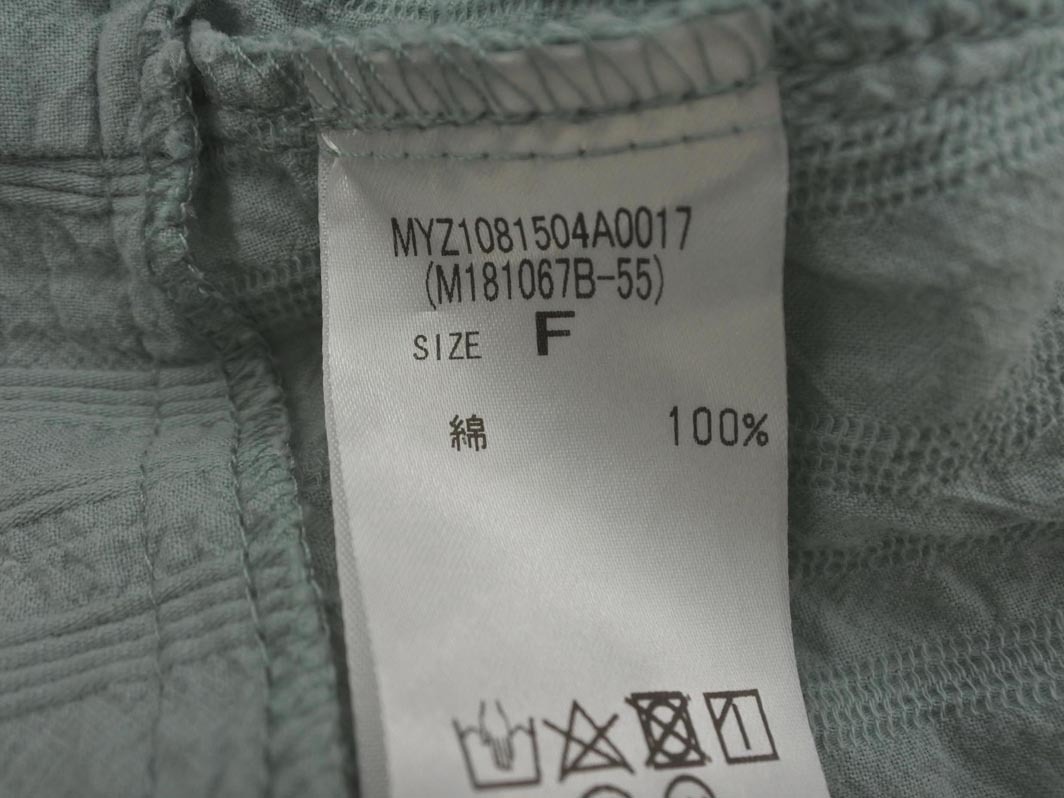 MYZ1081504A0017
(M181067B-55)
SIZE F
綿 100%